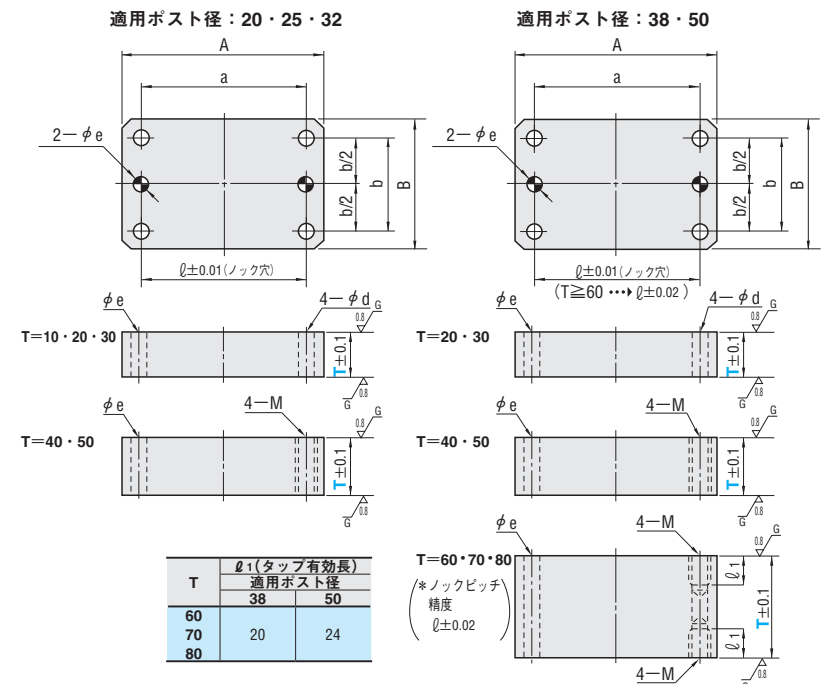 適用ポスト径：20・25・32
A
a
2－φe
b/2
b/2
b
B
ℓ±0.01(ノック穴)
φe
4－φd
G
0.8
T＝10・20・30
T±0.1
G
0.8
φe
4－M
G
0.8
T＝40・50
T±0.1
G
0.8
適用ポスト径：38・50
A
a
2－φe
b/2
b/2
b
B
ℓ±0.01(ノック穴)
（T≧60 ･･･▸ ℓ±0.02 ）
φe
4－φd
G
0.8
T＝20・30
T±0.1
G
0.8
φe
4－M
G
0.8
T＝40・50
T±0.1
G
0.8
φe
4－M
G
0.8
T＝60・70・80
(＊ノックピッチ
精度
ℓ±0.02)
ℓ1
ℓ1
T±0.1
4－M
0.8
T ℓ1(タップ有効長)
適用ポスト径
38 50
60
70 20 24
80